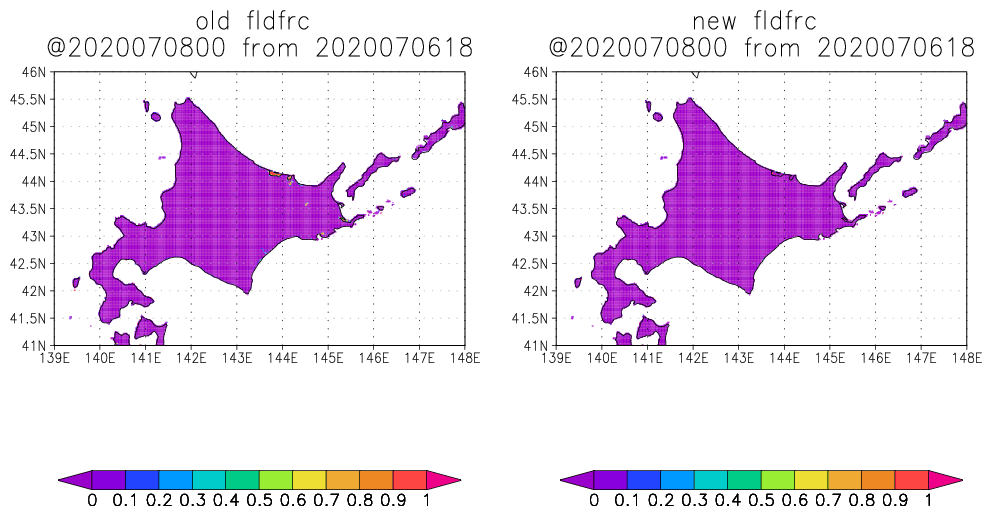 old fldfrc
@2020070800 from 2020070618
new fldfrc
@2020070800 from 2020070618
46N
45.5N
45N
44.5N
44N
43.5N
43N
42.5N
42N
41.5N
41N
139E 140E 141E 142E 143E 144E 145E 146E 147E 148E
46N
45.5N
45N
44.5N
44N
43.5N
43N
42.5N
42N
41.5N
41N
139E 140E 141E 142E 143E 144E 145E 146E 147E 148E
0 0.1 0.2 0.3 0.4 0.5 0.6 0.7 0.8 0.9 1
0 0.1 0.2 0.3 0.4 0.5 0.6 0.7 0.8 0.9 1